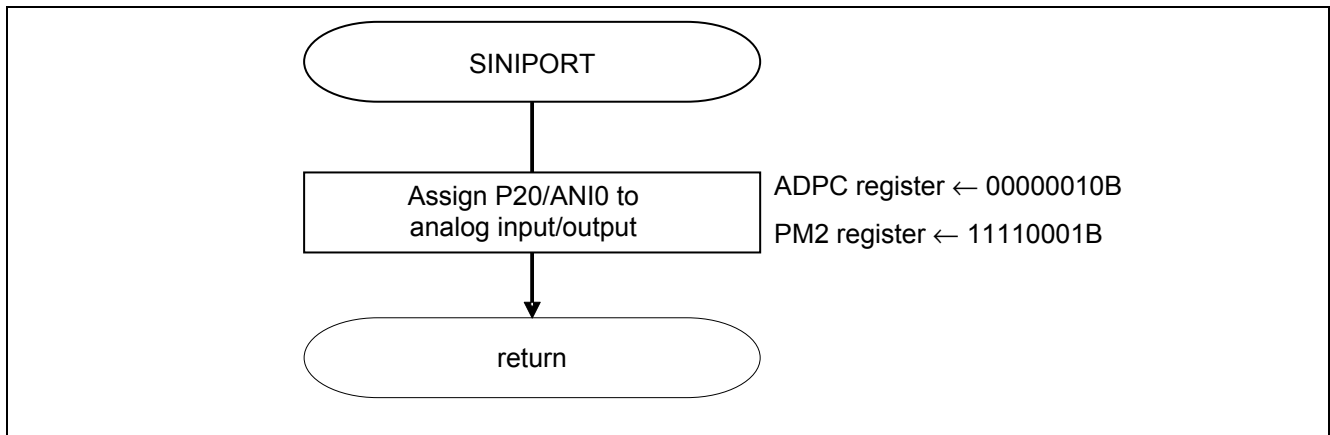 SINIPORT
Assign P20/ANI0 to
analog input/output
ADPC register ← 00000010B
PM2 register ← 11110001B
return